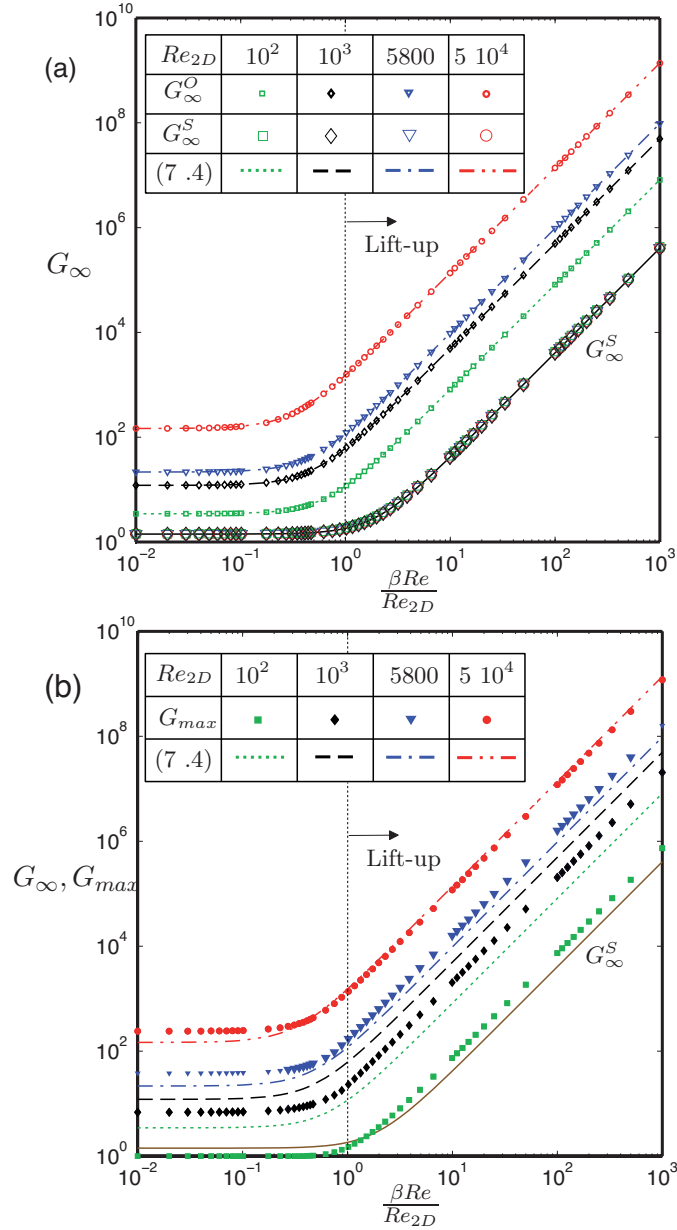 (a)
10^10
10^8
10^6
10^4
10^2
10^0
G_∞
Re_2D 10^2 10^3 5800 5 10^4
G_∞^O
G_∞^S
(7 .4)
Lift-up
G_∞^S
10^-2 10^-1 10^0 10^1 10^2 10^3
βRe
Re_2D
(b)
10^10
10^8
10^6
10^4
10^2
10^0
G_∞, G_max
Re_2D 10^2 10^3 5800 5 10^4
G_max
(7 .4)
Lift-up
G_∞^S
10^-2 10^-1 10^0 10^1 10^2 10^3
βRe
Re_2D